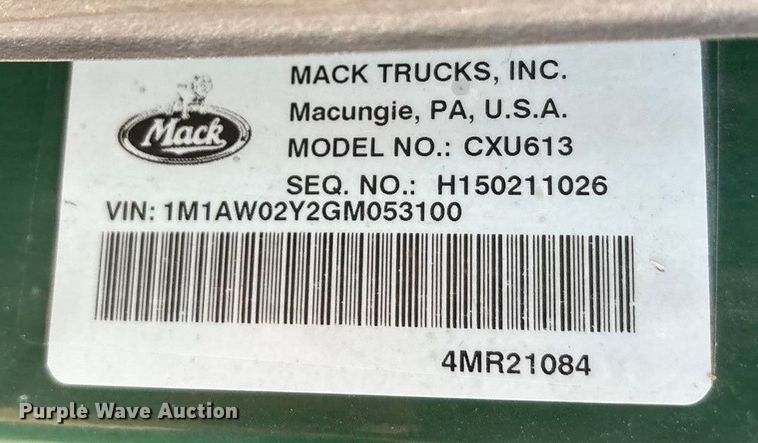 MACK TRUCKS, INC.
Mack
Macungie, PA, U.S.A.
MODEL NO.: CXU613
SEQ. NO.: H150211026
VIN: 1M1AW02Y2GM053100
4MR21084
Purple Wave Auction